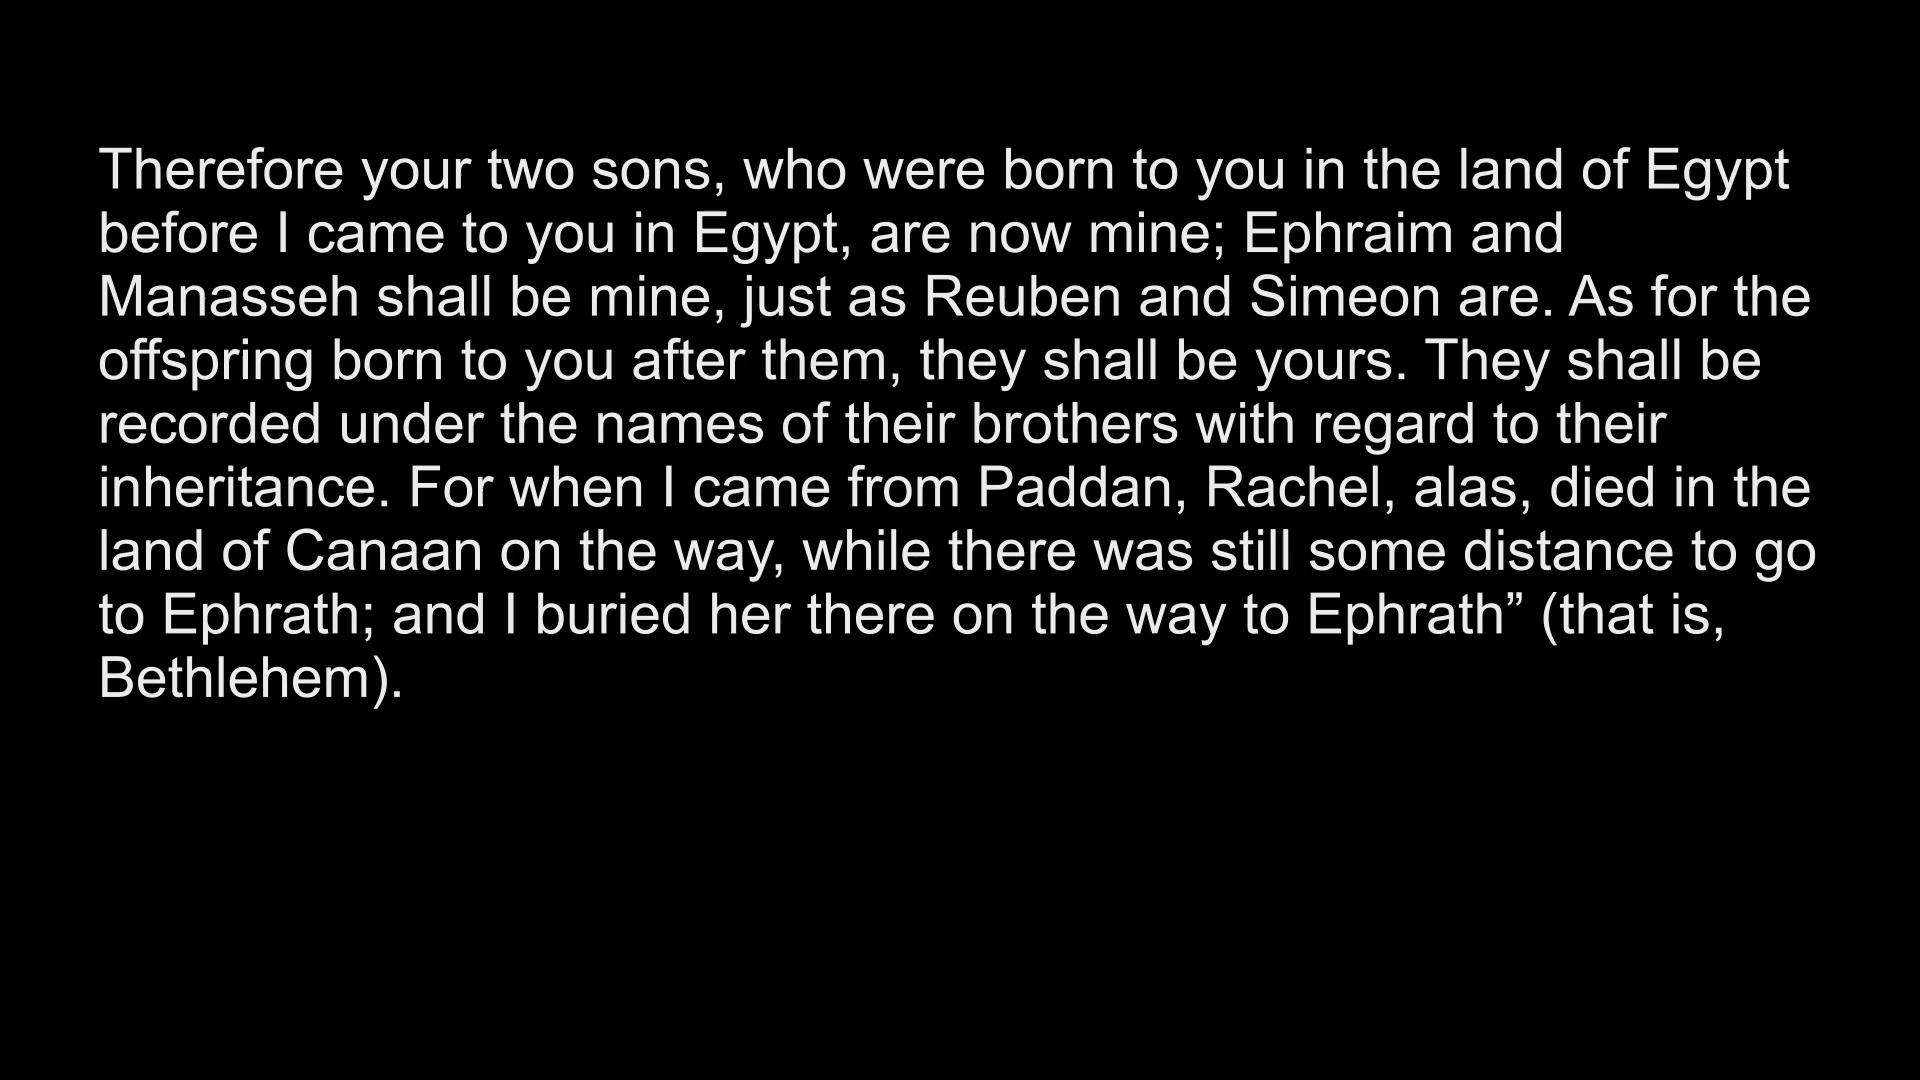 Therefore your two sons, who were born to you in the land of Egypt
before I came to you in Egypt, are now mine; Ephraim and
Manasseh shall be mine, just as Reuben and Simeon are. As for the
offspring born to you after them, they shall be yours. They shall be
recorded under the names of their brothers with regard to their
inheritance. For when I came from Paddan, Rachel, alas, died in the
land of Canaan on the way, while there was still some distance to go
to Ephrath; and I buried her there on the way to Ephrath” (that is,
Bethlehem).